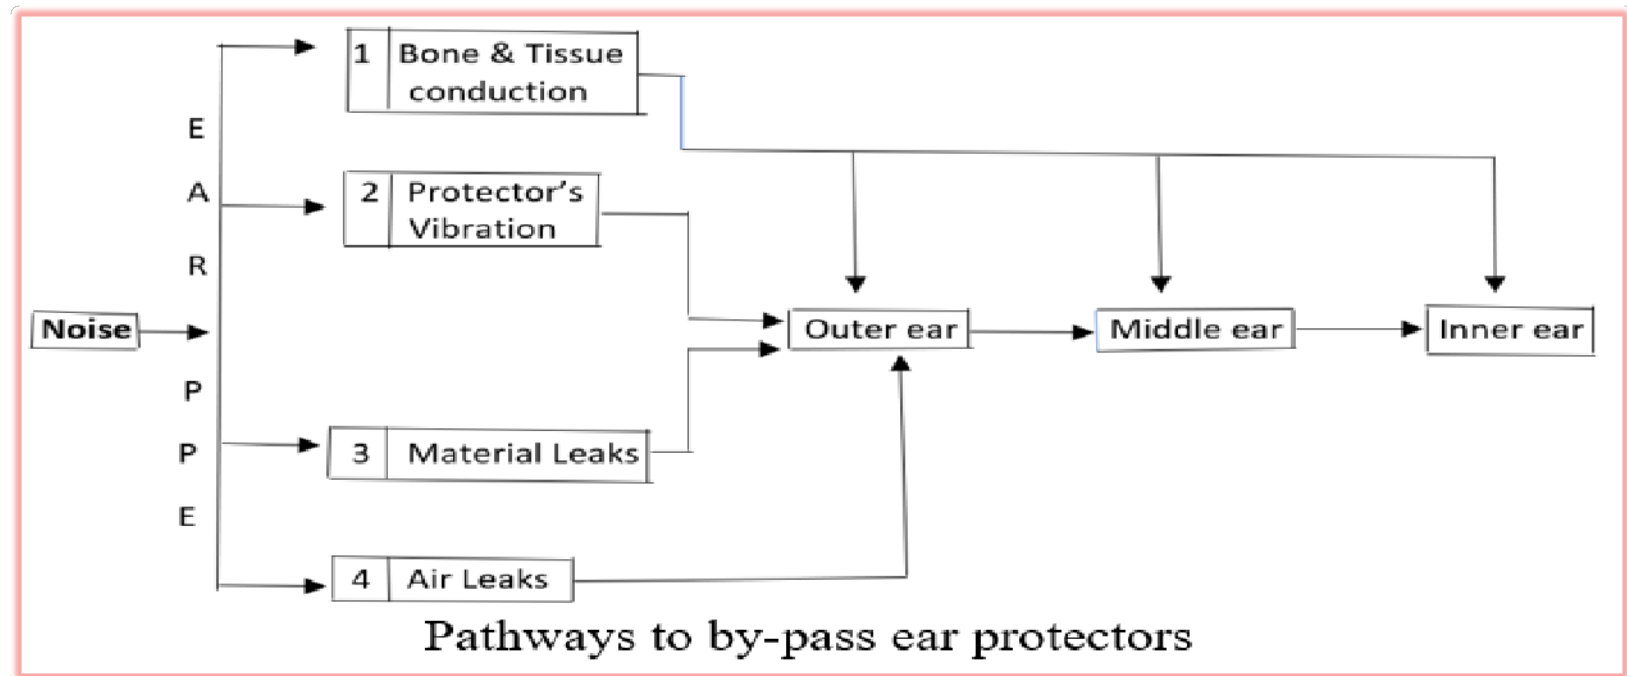 1 Bone & Tissue
conduction
E
A
R
P
P
E
2 Protector’s
Vibration
Noise
Outer ear
Middle ear
Inner ear
3 Material Leaks
4 Air Leaks
Pathways to by-pass ear protectors